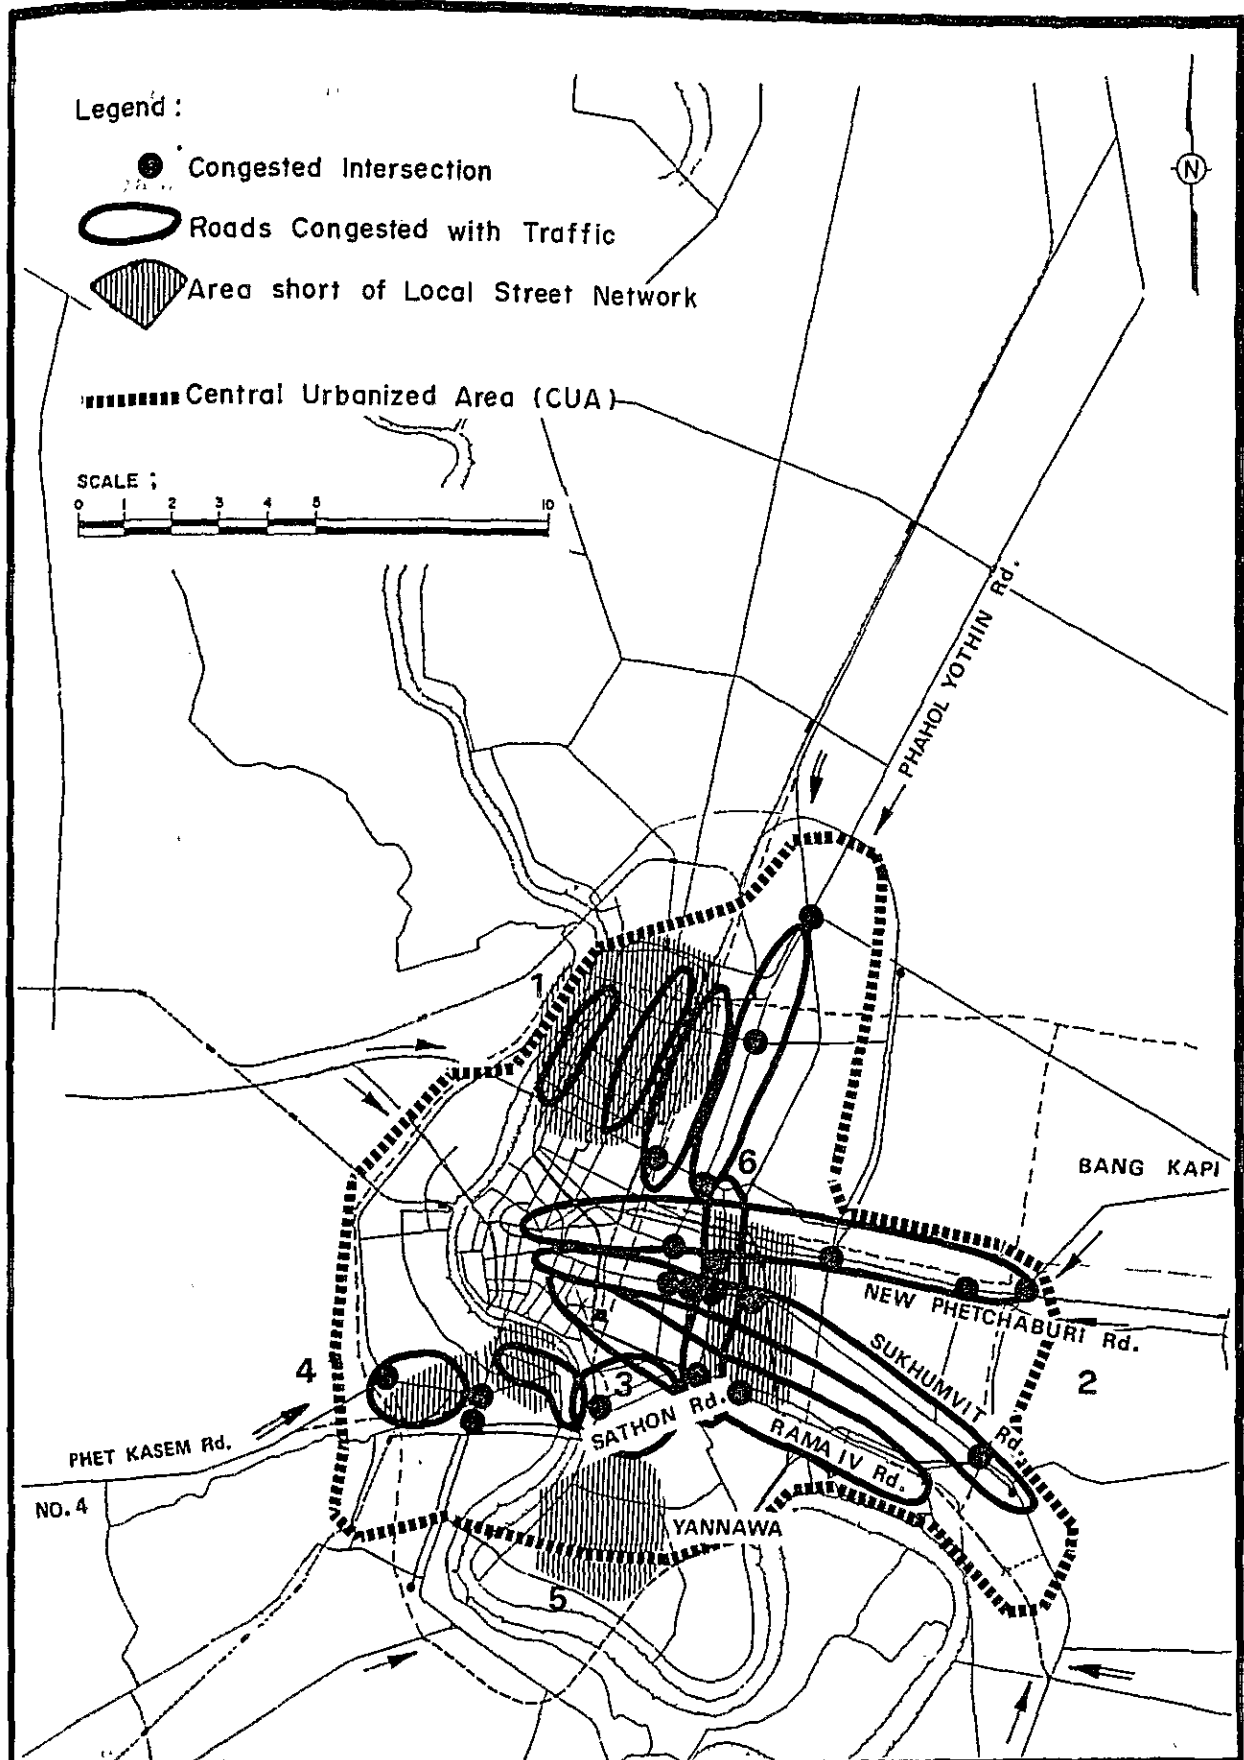 Legend :
Congested Intersection
Roads Congested with Traffic
Area short of Local Street Network
Central Urbanized Area (CUA)
SCALE ;
0 1 2 3 4 5 10
N
PHAHOL YOTHIN Rd.
1
6
BANG KAPI
NEW PHETCHABURI Rd.
SUKHUMVIT Rd.
2
4
3
SATHON Rd.
RAMA IV Rd.
PHET KASEM Rd.
NO. 4
YANNAWA
5